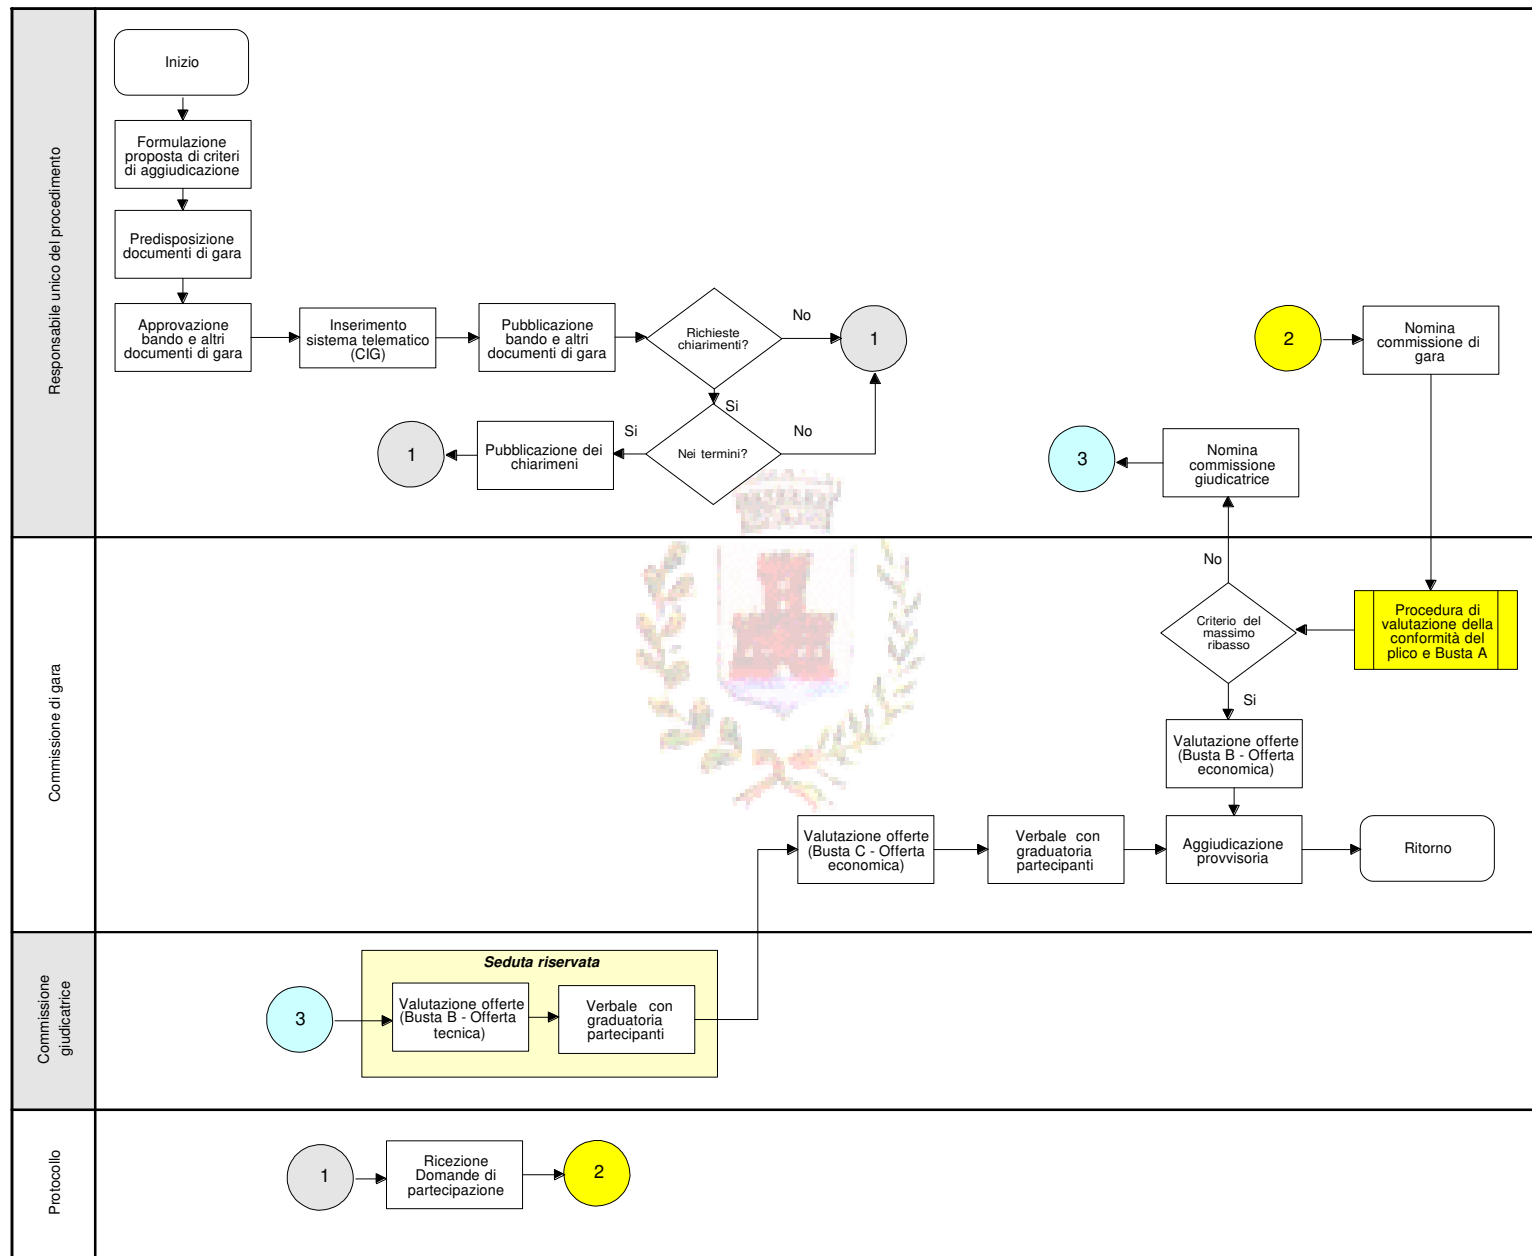 Responsabile unico del procedimento
Inizio
Formulazione
proposta di criteri
di aggiudicazione
Predisposizione
documenti di gara
Approvazione
bando e altri
documenti di gara
Inserimento
sistema telematico
(CIG)
Pubblicazione
bando e altri
documenti di gara
Richieste
chiarimenti?
No
1
Si
Nei termini?
No
Si
Pubblicazione dei
chiarimeni
1
2
Nomina
commissione di
gara
Nomina
commissione
giudicatrice
3
Commissione di gara
No
Procedura di
valutazione della
conformità del
plico e Busta A
Criterio del
massimo
ribasso
Si
Valutazione offerte
(Busta B - Offerta
economica)
Valutazione offerte
(Busta C - Offerta
economica)
Verbale con
graduatoria
partecipanti
Aggiudicazione
provvisoria
Ritorno
Commissione
giudicatrice
Seduta riservata
3
Valutazione offerte
(Busta B - Offerta
tecnica)
Verbale con
graduatoria
partecipanti
Protocollo
1
Ricezione
Domande di
partecipazione
2